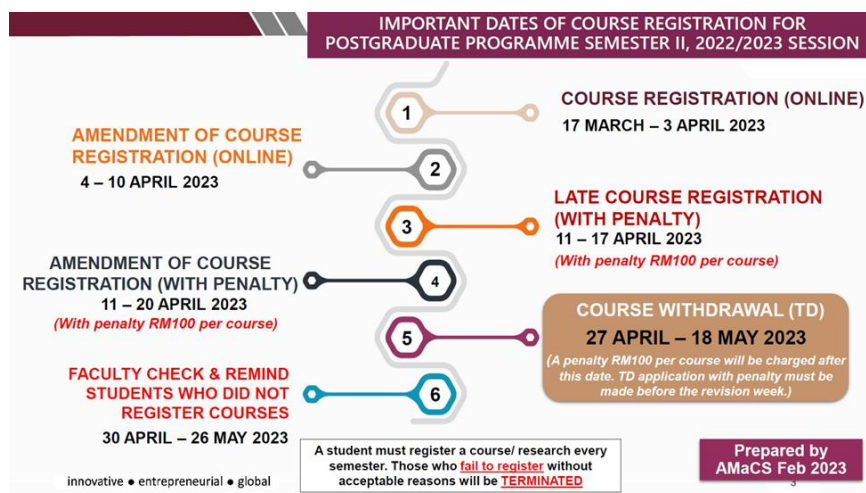 IMPORTANT DATES OF COURSE REGISTRATION FOR
POSTGRADUATE PROGRAMME SEMESTER II, 2022/2023 SESSION
1
COURSE REGISTRATION (ONLINE)
17 MARCH – 3 APRIL 2023
AMENDMENT OF COURSE
REGISTRATION (ONLINE)
4 – 10 APRIL 2023
2
3
LATE COURSE REGISTRATION
(WITH PENALTY)
11 – 17 APRIL 2023
(With penalty RM100 per course)
AMENDMENT OF COURSE
REGISTRATION (WITH PENALTY)
11 – 20 APRIL 2023
(With penalty RM100 per course)
4
5
COURSE WITHDRAWAL (TD)
27 APRIL – 18 MAY 2023
(A penalty RM100 per course will be charged after
this date. TD application with penalty must be
made before the revision week.)
FACULTY CHECK & REMIND
STUDENTS WHO DID NOT
REGISTER COURSES
30 APRIL – 26 MAY 2023
6
A student must register a course/ research every
semester. Those who fail to register without
acceptable reasons will be TERMINATED
Prepared by
AMaCS Feb 2023
3
innovative ● entrepreneurial ● global